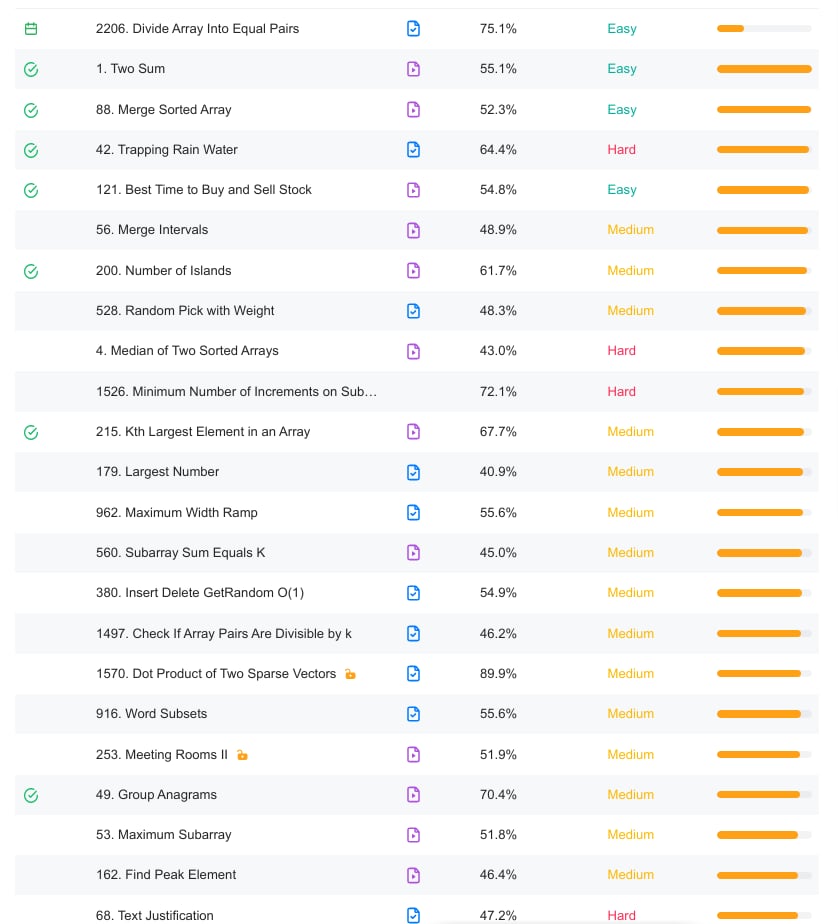 2206. Divide Array Into Equal Pairs 75.1% Easy
1. Two Sum 55.1% Easy
88. Merge Sorted Array 52.3% Easy
42. Trapping Rain Water 64.4% Hard
121. Best Time to Buy and Sell Stock 54.8% Easy
56. Merge Intervals 48.9% Medium
200. Number of Islands 61.7% Medium
528. Random Pick with Weight 48.3% Medium
4. Median of Two Sorted Arrays 43.0% Hard
1526. Minimum Number of Increments on Sub… 72.1% Hard
215. Kth Largest Element in an Array 67.7% Medium
179. Largest Number 40.9% Medium
962. Maximum Width Ramp 55.6% Medium
560. Subarray Sum Equals K 45.0% Medium
380. Insert Delete GetRandom O(1) 54.9% Medium
1497. Check If Array Pairs Are Divisible by k 46.2% Medium
1570. Dot Product of Two Sparse Vectors 89.9% Medium
916. Word Subsets 55.6% Medium
253. Meeting Rooms II 51.9% Medium
49. Group Anagrams 70.4% Medium
53. Maximum Subarray 51.8% Medium
162. Find Peak Element 46.4% Medium
68. Text Justification 47.2% Hard